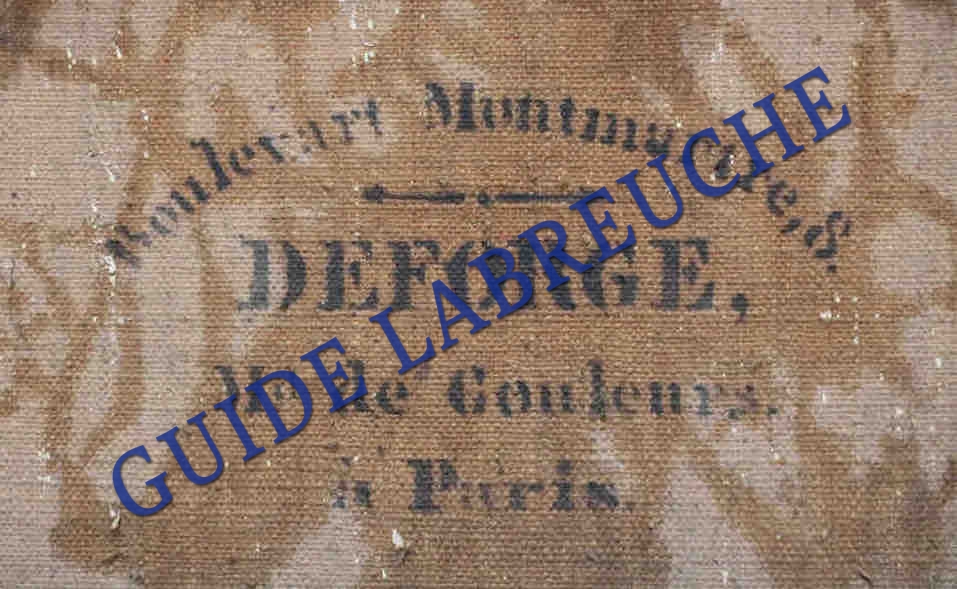 Boulevart Montmartre, 8.
DEFORGE,
Md. de Couleurs,
à Paris.
GUIDE LABREUCHE